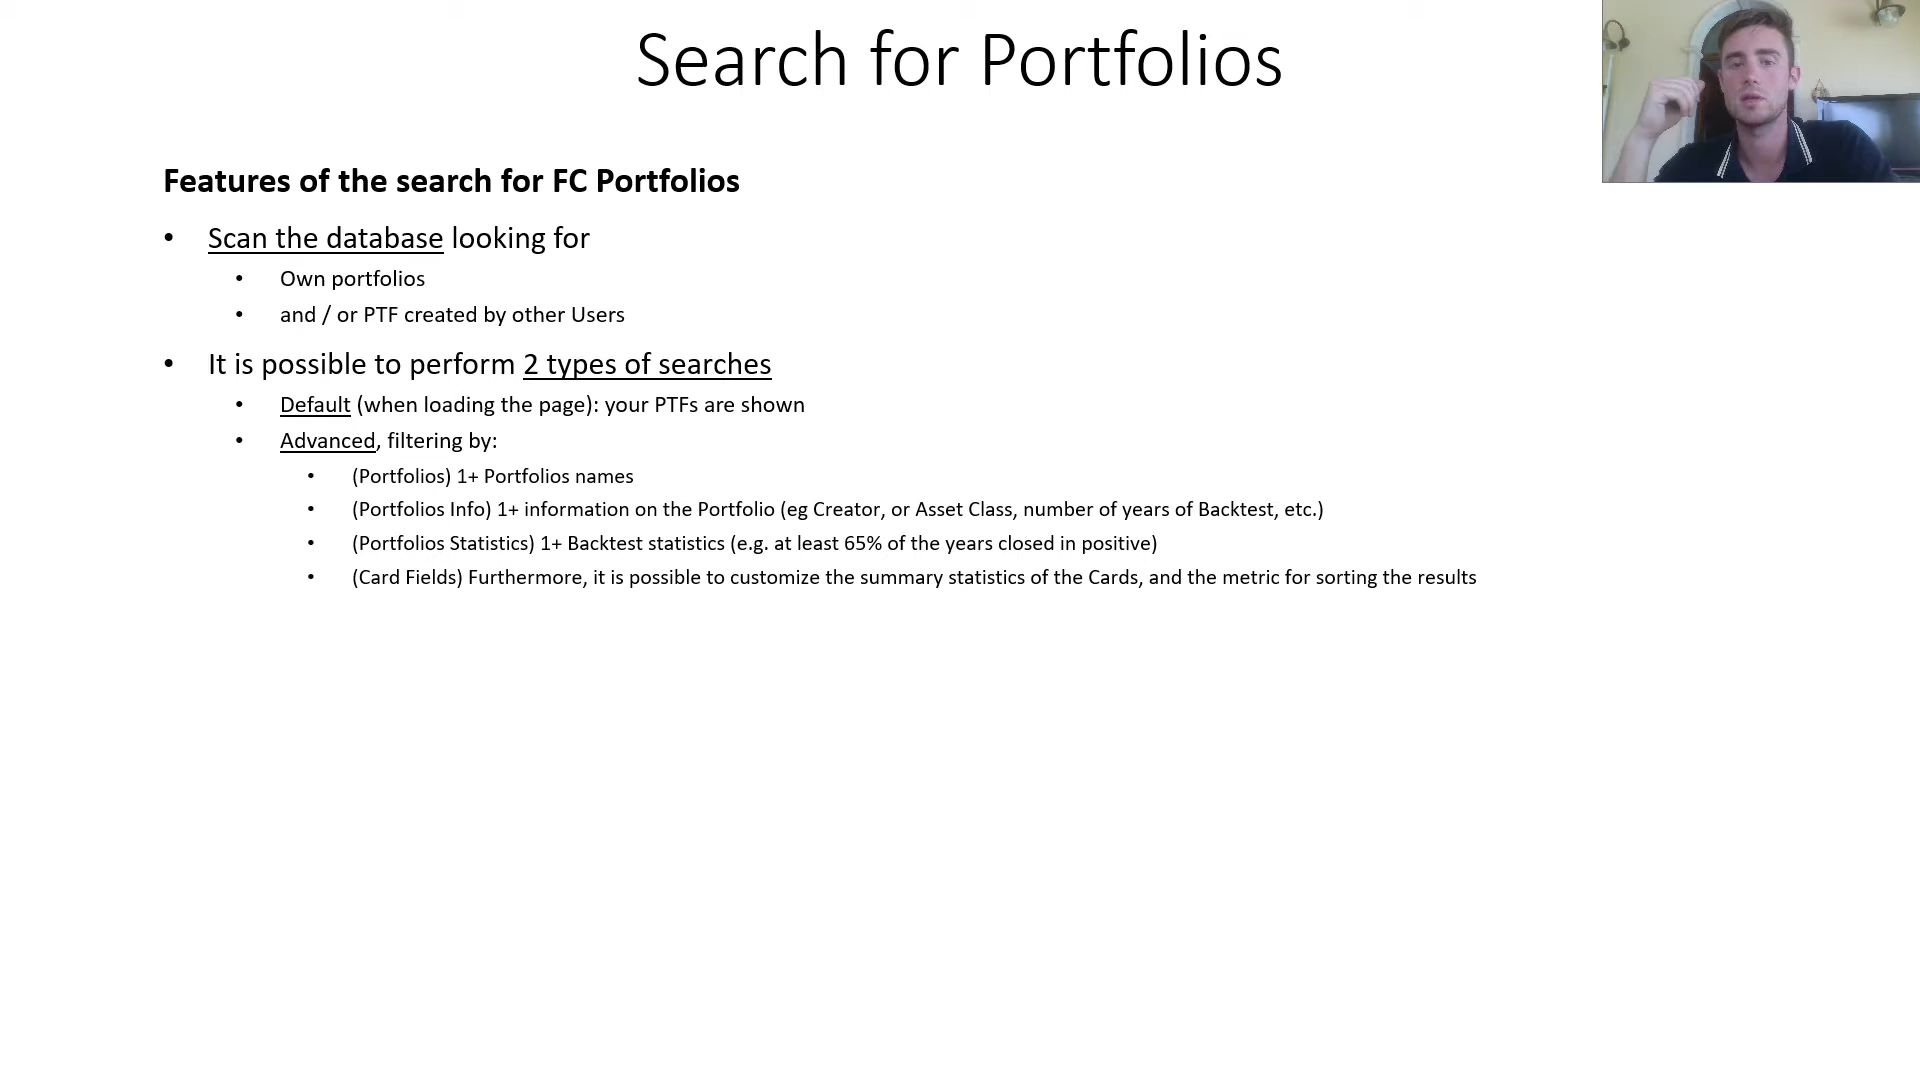 Search for Portfolios
Features of the search for FC Portfolios
• Scan the database looking for
• Own portfolios
• and / or PTF created by other Users
• It is possible to perform 2 types of searches
• Default (when loading the page): your PTFs are shown
• Advanced, filtering by:
• (Portfolios) 1+ Portfolios names
• (Portfolios Info) 1+ information on the Portfolio (eg Creator, or Asset Class, number of years of Backtest, etc.)
• (Portfolios Statistics) 1+ Backtest statistics (e.g. at least 65% of the years closed in positive)
• (Card Fields) Furthermore, it is possible to customize the summary statistics of the Cards, and the metric for sorting the results